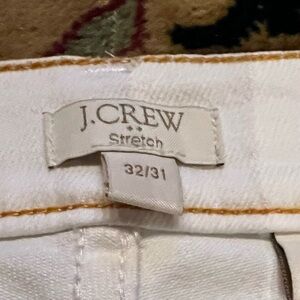 J.CREW
**
Stretch
32/31